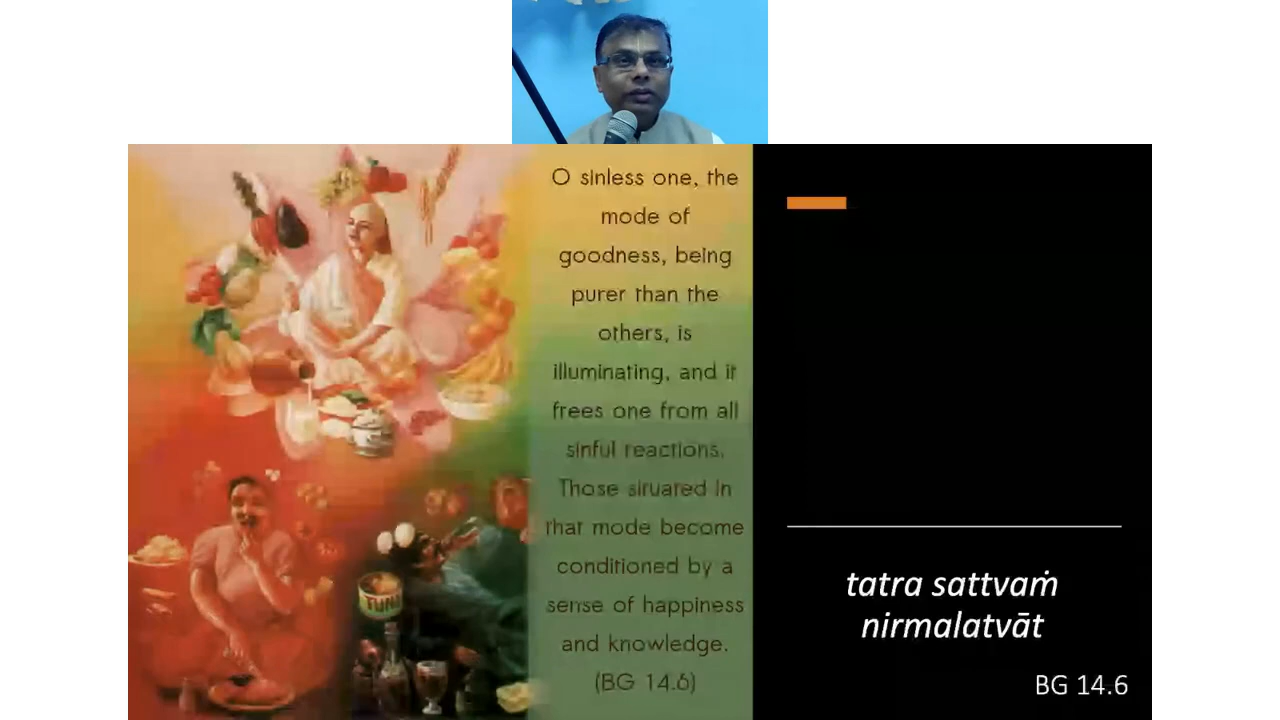 O sinless one, the
mode of
goodness, being
purer than the
others, is
illuminating, and it
frees one from all
sinful reactions.
Those siruared in
rhat mode become
conditioned by a
sense of happiness
and knowledge.
(BG 14.6)
TUNA
tatra sattvaṁ
nirmalatvāt
BG 14.6